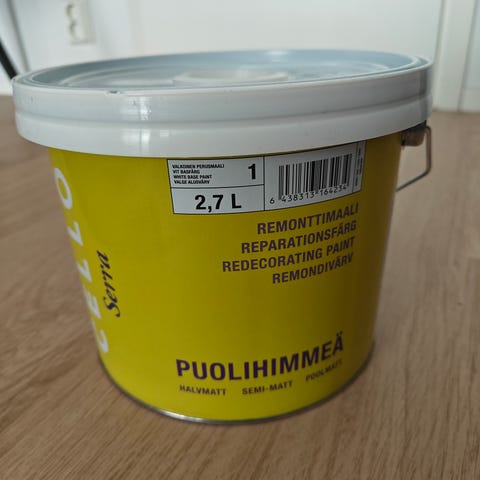 CELLO
Serra
VALKOINEN PERUSMAALI
VIT BASFÄRG
WHITE BASE PAINT
VALGE ALUSVÄRV
1
2,7 L
6 438313 164234
REMONTTIMAALI
REPARATIONSFÄRG
REDECORATING PAINT
REMONDIVÄRV
PUOLIHIMMEÄ
HALVMATT SEMI-MATT POOLMATT